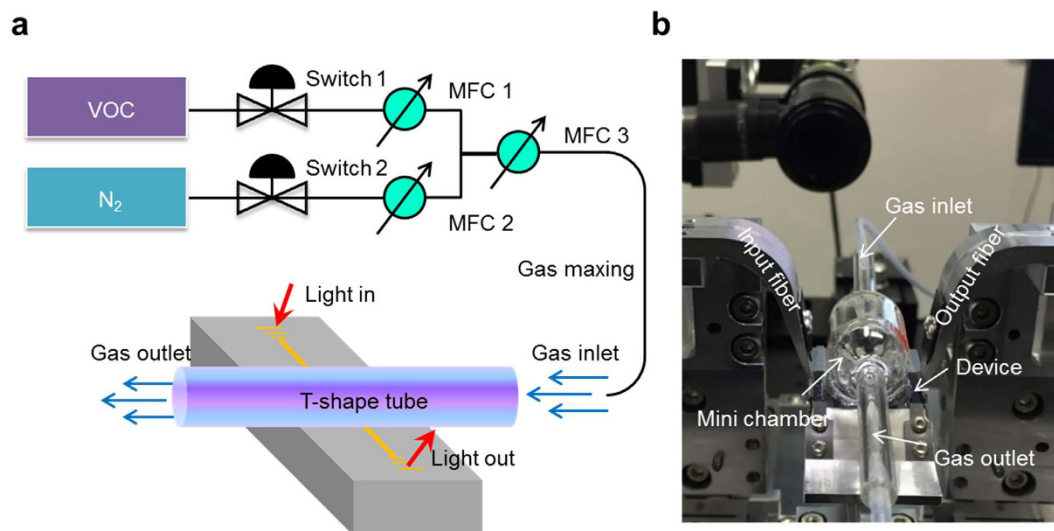 a
VOC
Switch 1
MFC 1
MFC 3
N₂
Switch 2
MFC 2
Gas maxing
Light in
Gas outlet
Gas inlet
T-shape tube
Light out
b
Gas inlet
Input fiber
Output fiber
Device
Mini chamber
Gas outlet